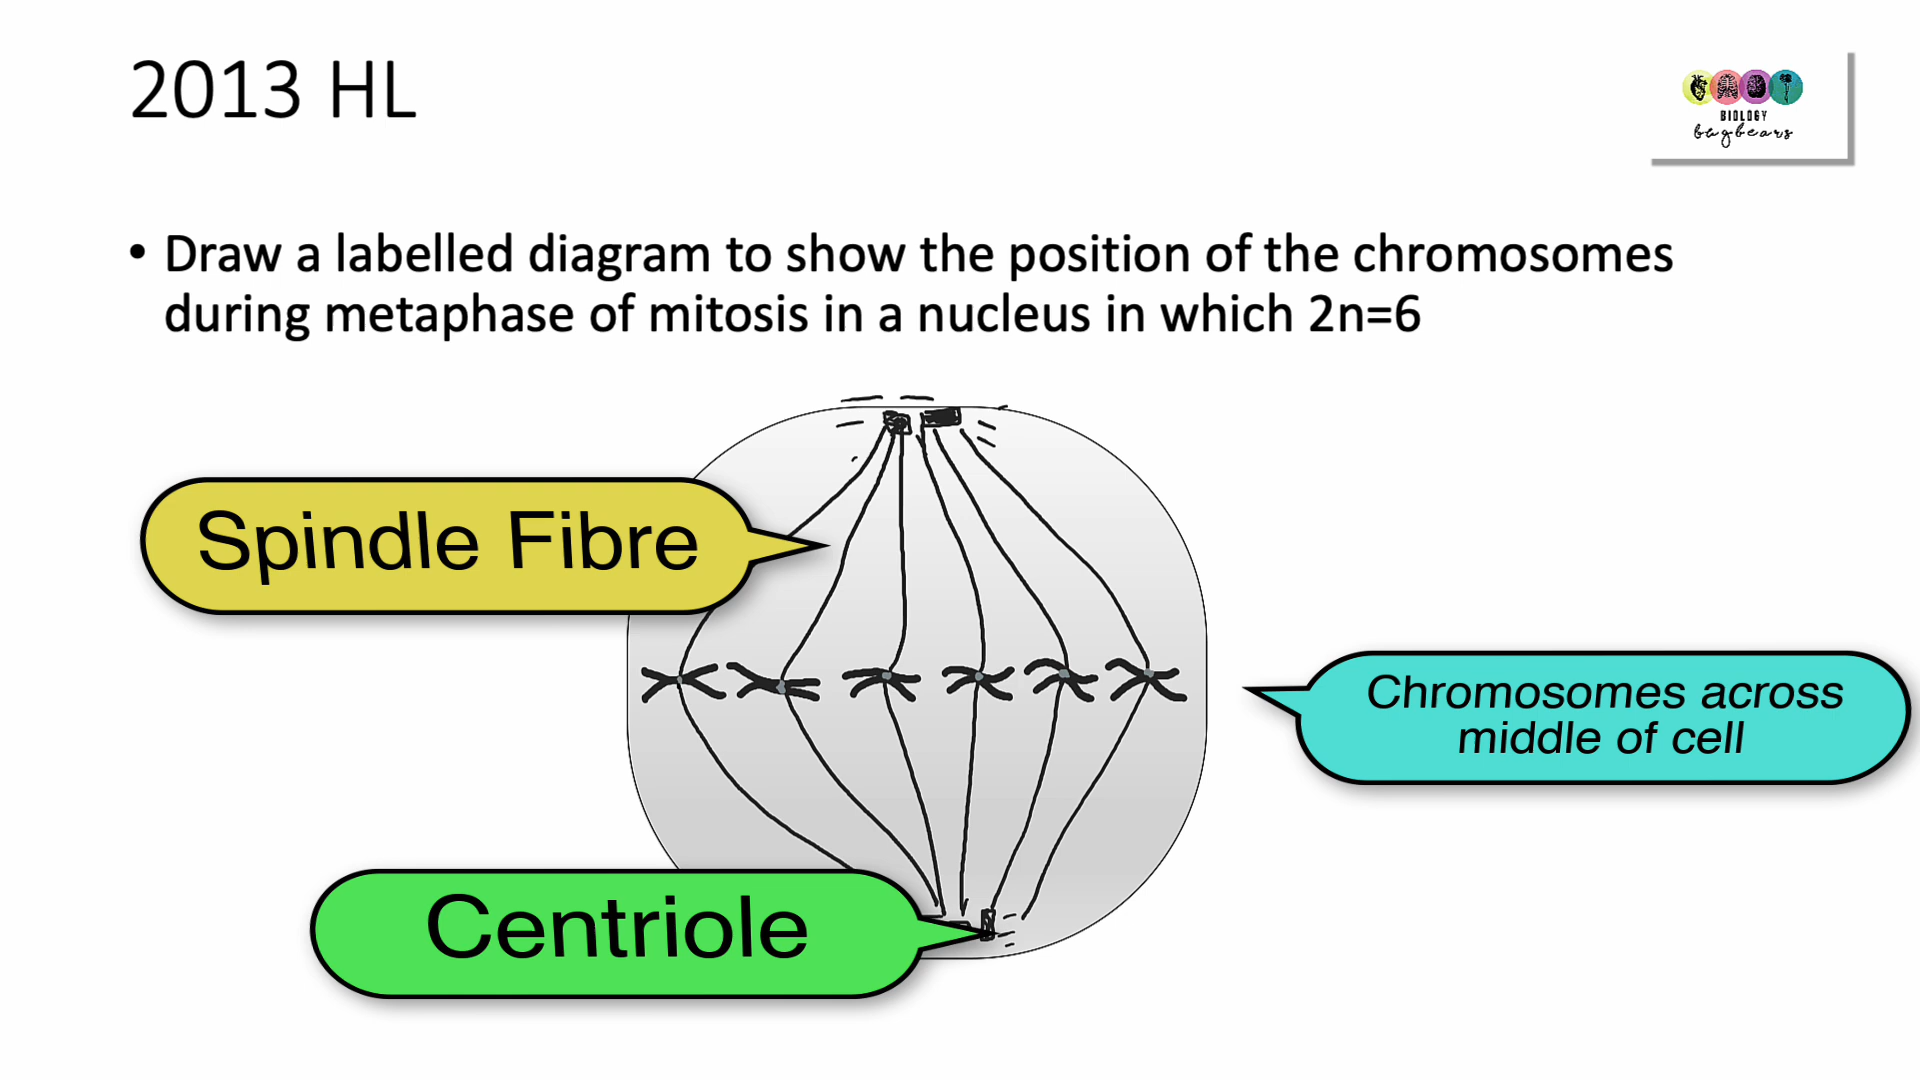 2013 HL
BIOLOGY
bugbears
• Draw a labelled diagram to show the position of the chromosomes
during metaphase of mitosis in a nucleus in which 2n=6
Spindle Fibre
Chromosomes across
middle of cell
Centriole